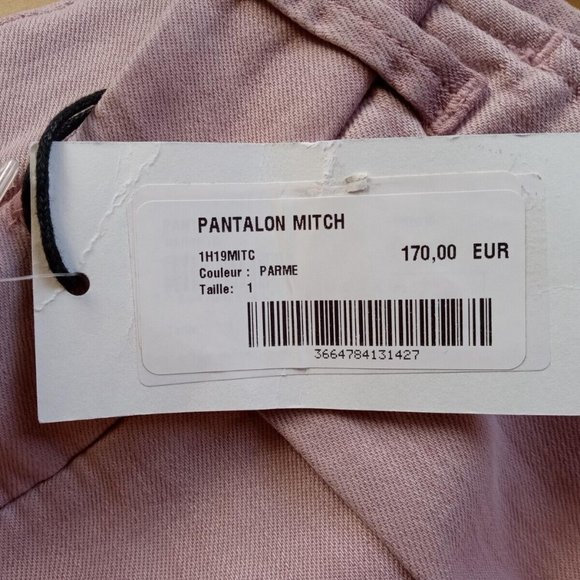 PANTALON MITCH
1H19MITC 170,00 EUR
Couleur : PARME
Taille: 1
3664784131427